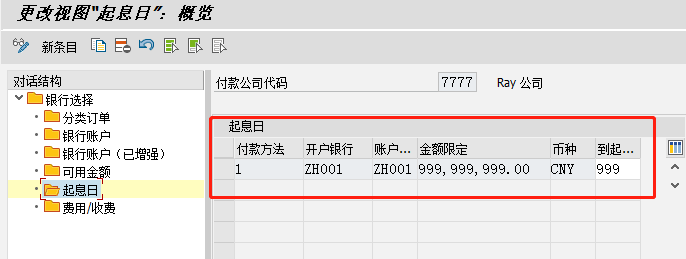 更改视图"起息日": 概览
新条目
对话结构
银行选择
分类订单
银行账户
银行账户（已增强）
可用金额
起息日
费用/收费
付款公司代码 7777 Ray 公司
起息日
付款方法 开户银行 账户... 金额限定 币种 到起...
1 ZH001 ZH001 999,999,999.00 CNY 999